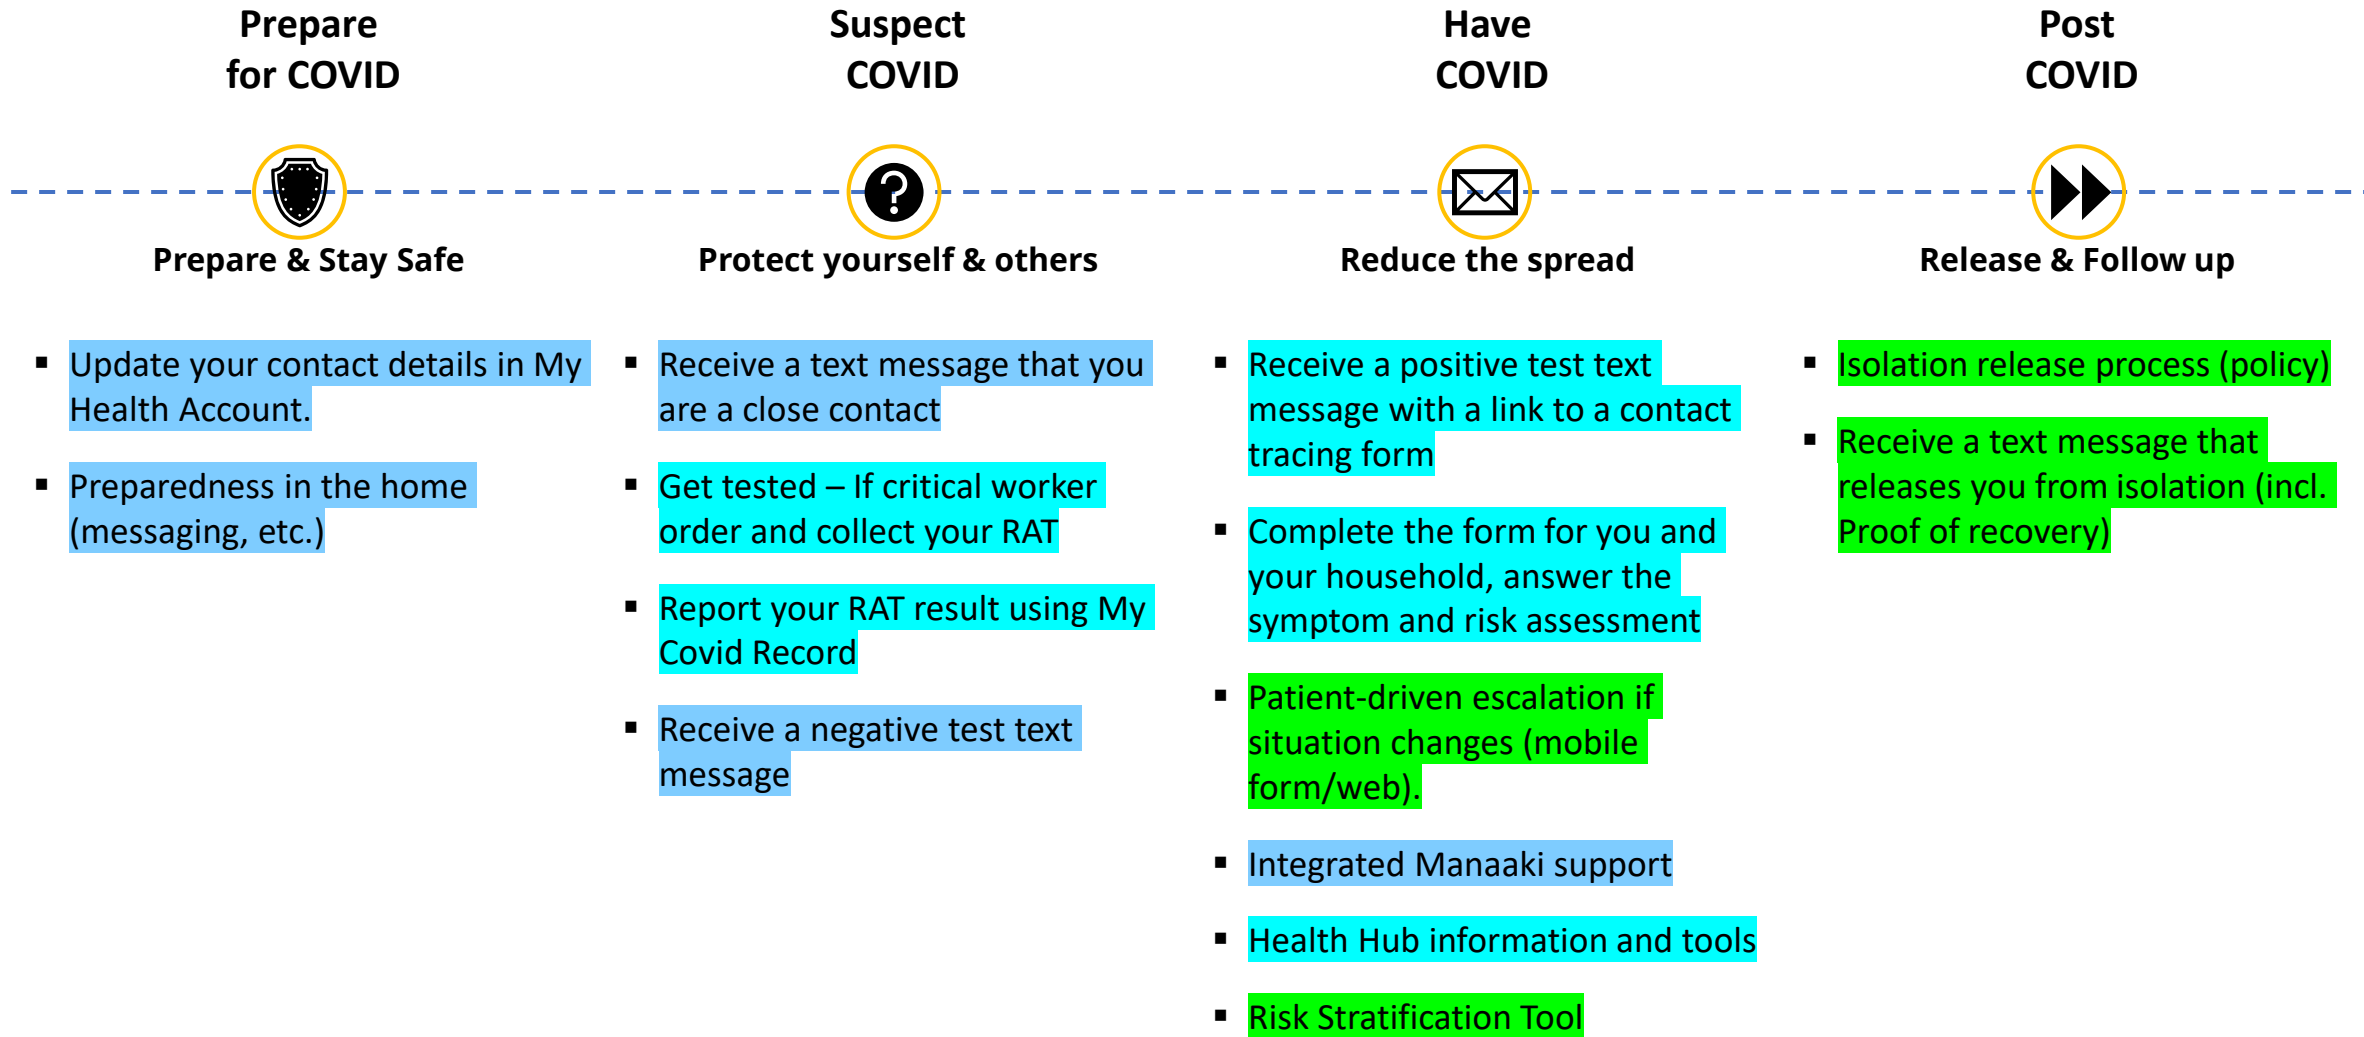 Prepare
for COVID
Prepare & Stay Safe
▪ Update your contact details in My
Health Account.
▪ Preparedness in the home
(messaging, etc.)
Suspect
COVID
?
Protect yourself & others
▪ Receive a text message that you
are a close contact
▪ Get tested – If critical worker
order and collect your RAT
▪ Report your RAT result using My
Covid Record
▪ Receive a negative test text
message
Have
COVID
Reduce the spread
▪ Receive a positive test text
message with a link to a contact
tracing form
▪ Complete the form for you and
your household, answer the
symptom and risk assessment
▪ Patient-driven escalation if
situation changes (mobile
form/web).
▪ Integrated Manaaki support
▪ Health Hub information and tools
▪ Risk Stratification Tool
Post
COVID
Release & Follow up
▪ Isolation release process (policy)
▪ Receive a text message that
releases you from isolation (incl.
Proof of recovery)